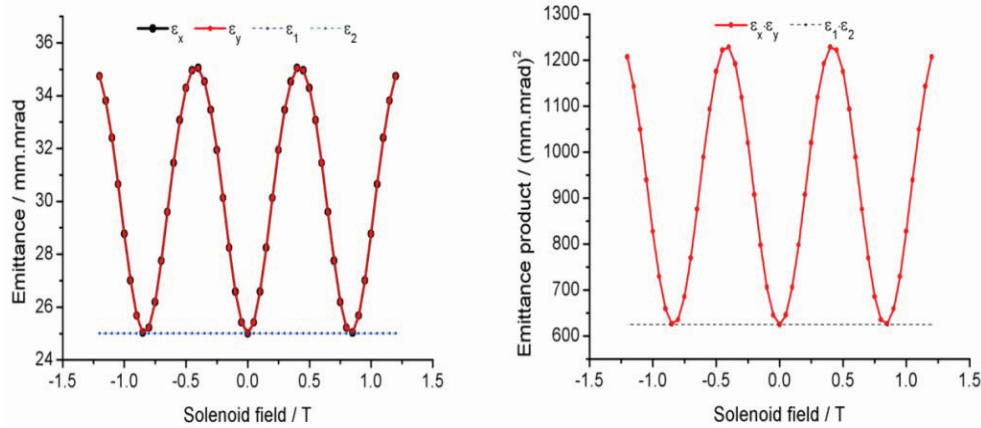 εx εy ε1 ε2
Emittance / mm.mrad
36
34
32
30
28
26
24
-1.5 -1.0 -0.5 0.0 0.5 1.0 1.5
Solenoid field / T
εx·εy ε1·ε2
Emittance product / (mm.mrad)²
1300
1200
1100
1000
900
800
700
600
-1.5 -1.0 -0.5 0.0 0.5 1.0 1.5
Solenoid field / T